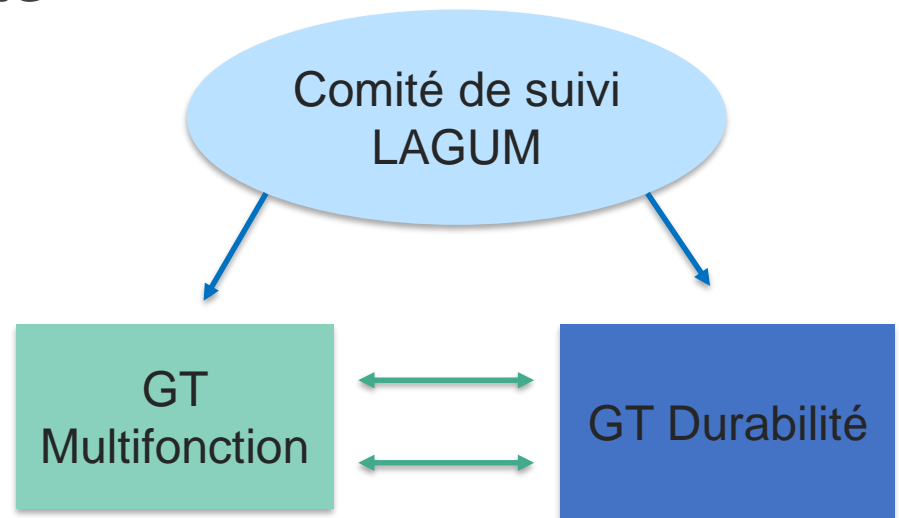 Comité de suivi
LAGUM
GT
Multifonction
GT Durabilité